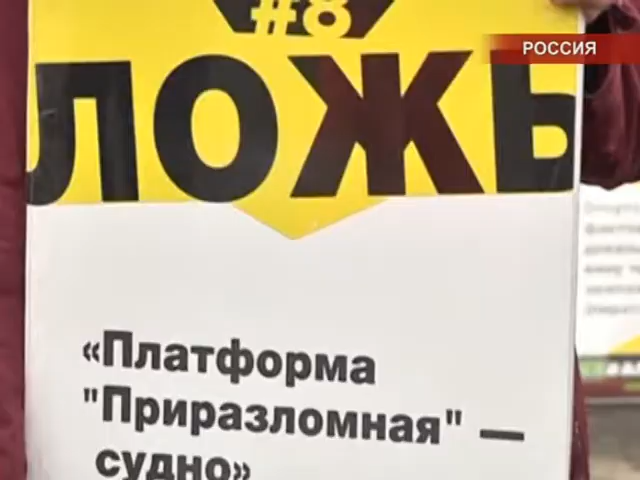 #8
РОССИЯ
ЛОЖЬ
«Платформа
"Приразломная" —
судно»